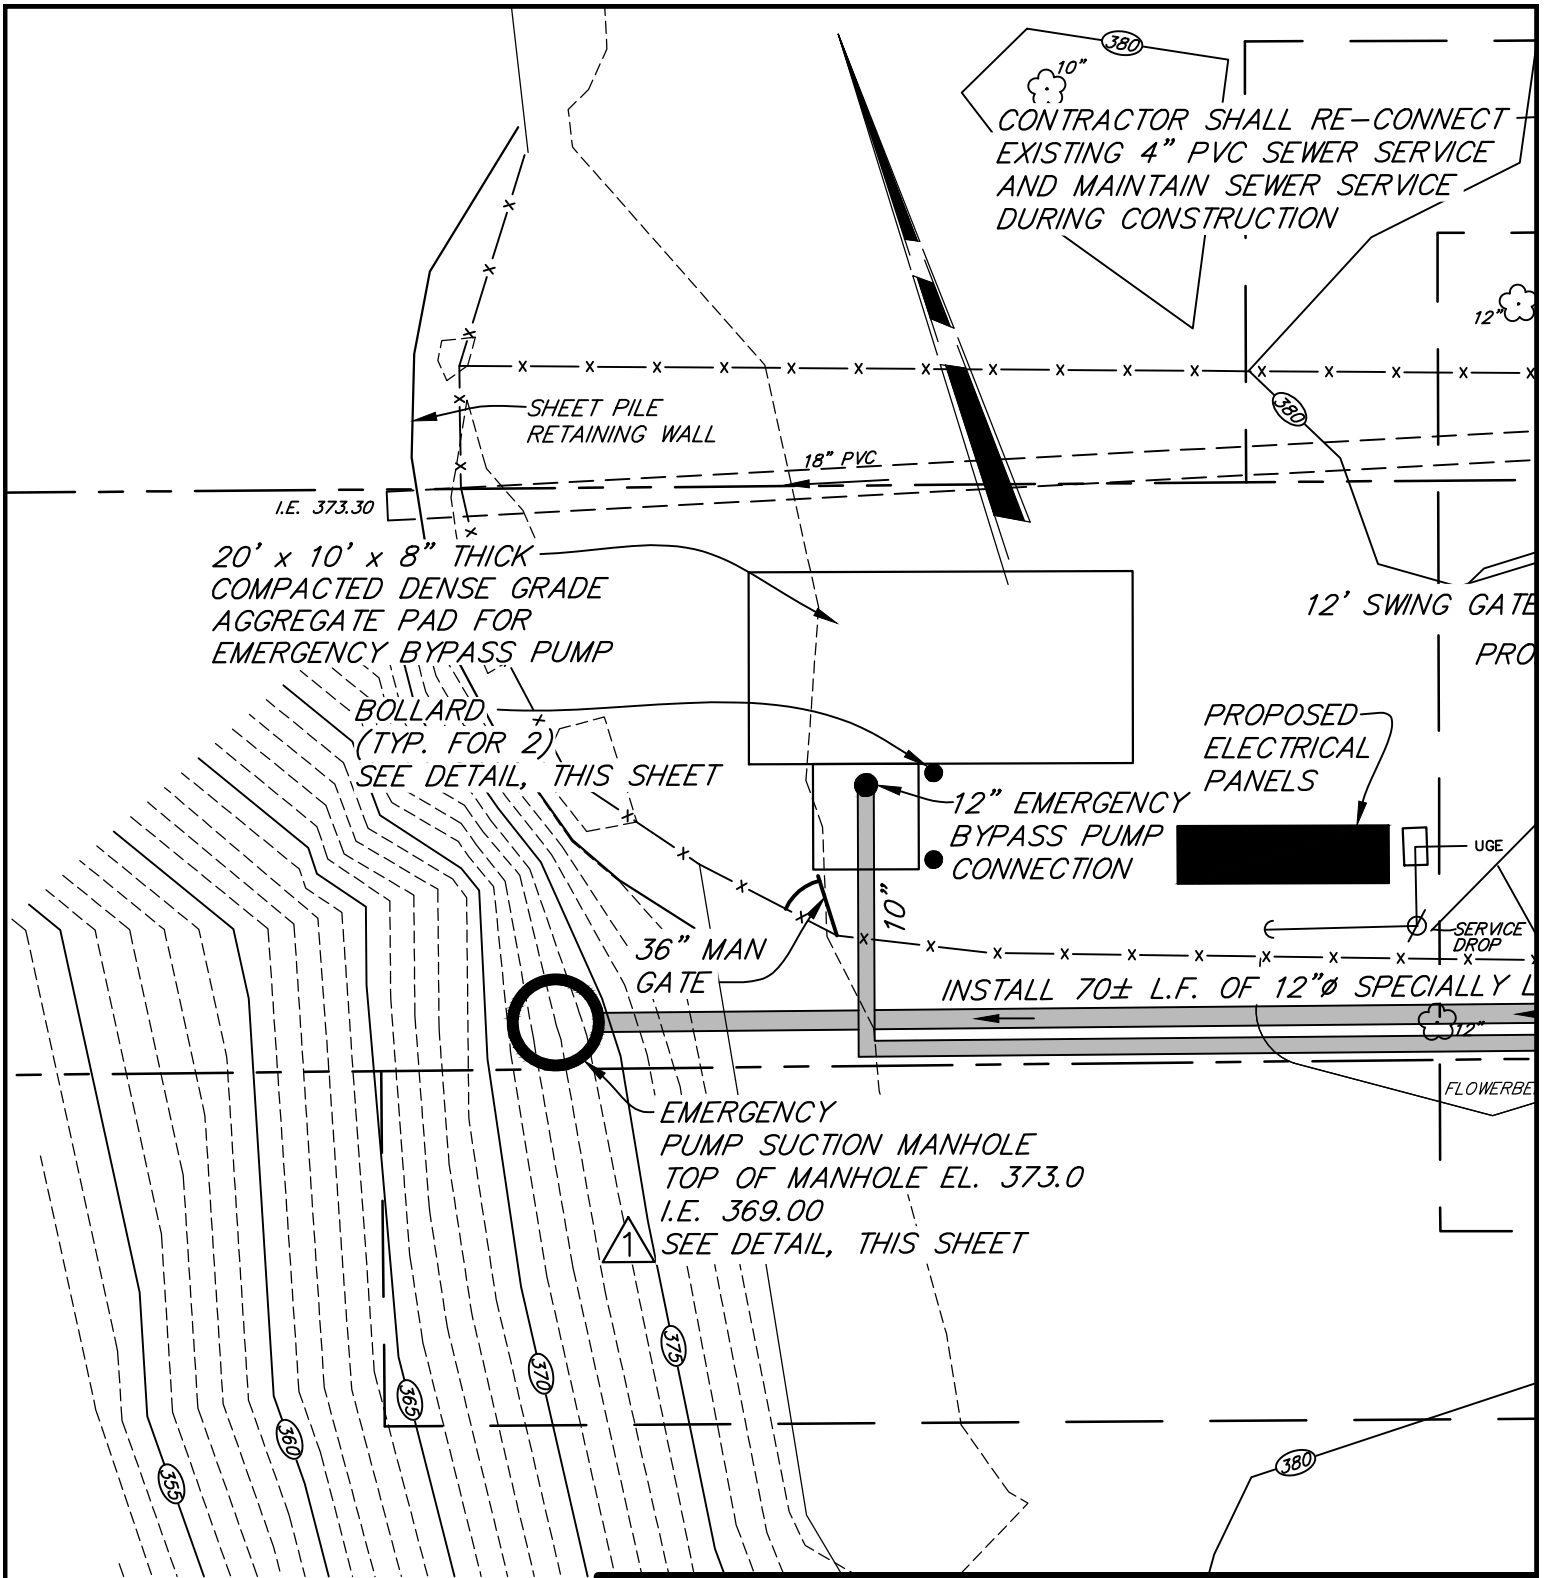 380
10"
CONTRACTOR SHALL RE-CONNECT
EXISTING 4" PVC SEWER SERVICE
AND MAINTAIN SEWER SERVICE
DURING CONSTRUCTION
12"
380
SHEET PILE
RETAINING WALL
18" PVC
I.E. 373.30
20' x 10' x 8" THICK
COMPACTED DENSE GRADE
AGGREGATE PAD FOR
EMERGENCY BYPASS PUMP
12' SWING GATE
PRO
BOLLARD
(TYP. FOR 2)
SEE DETAIL, THIS SHEET
PROPOSED
ELECTRICAL
PANELS
12" EMERGENCY
BYPASS PUMP
CONNECTION
UGE
10"
SERVICE
DROP
36" MAN
GATE
INSTALL 70± L.F. OF 12"ø SPECIALLY L
12"
FLOWERBE
EMERGENCY
PUMP SUCTION MANHOLE
TOP OF MANHOLE EL. 373.0
I.E. 369.00
SEE DETAIL, THIS SHEET
1
375
370
365
360
355
380